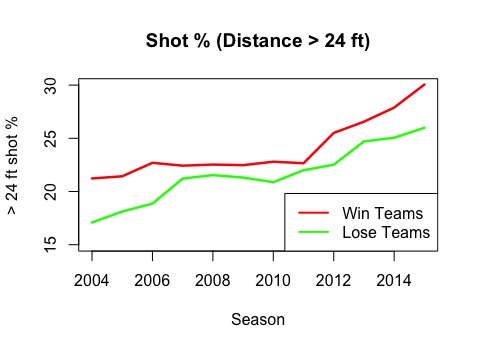 Shot % (Distance > 24 ft)
> 24 ft shot %
30
25
20
15
Win Teams
Lose Teams
2004 2006 2008 2010 2012 2014
Season